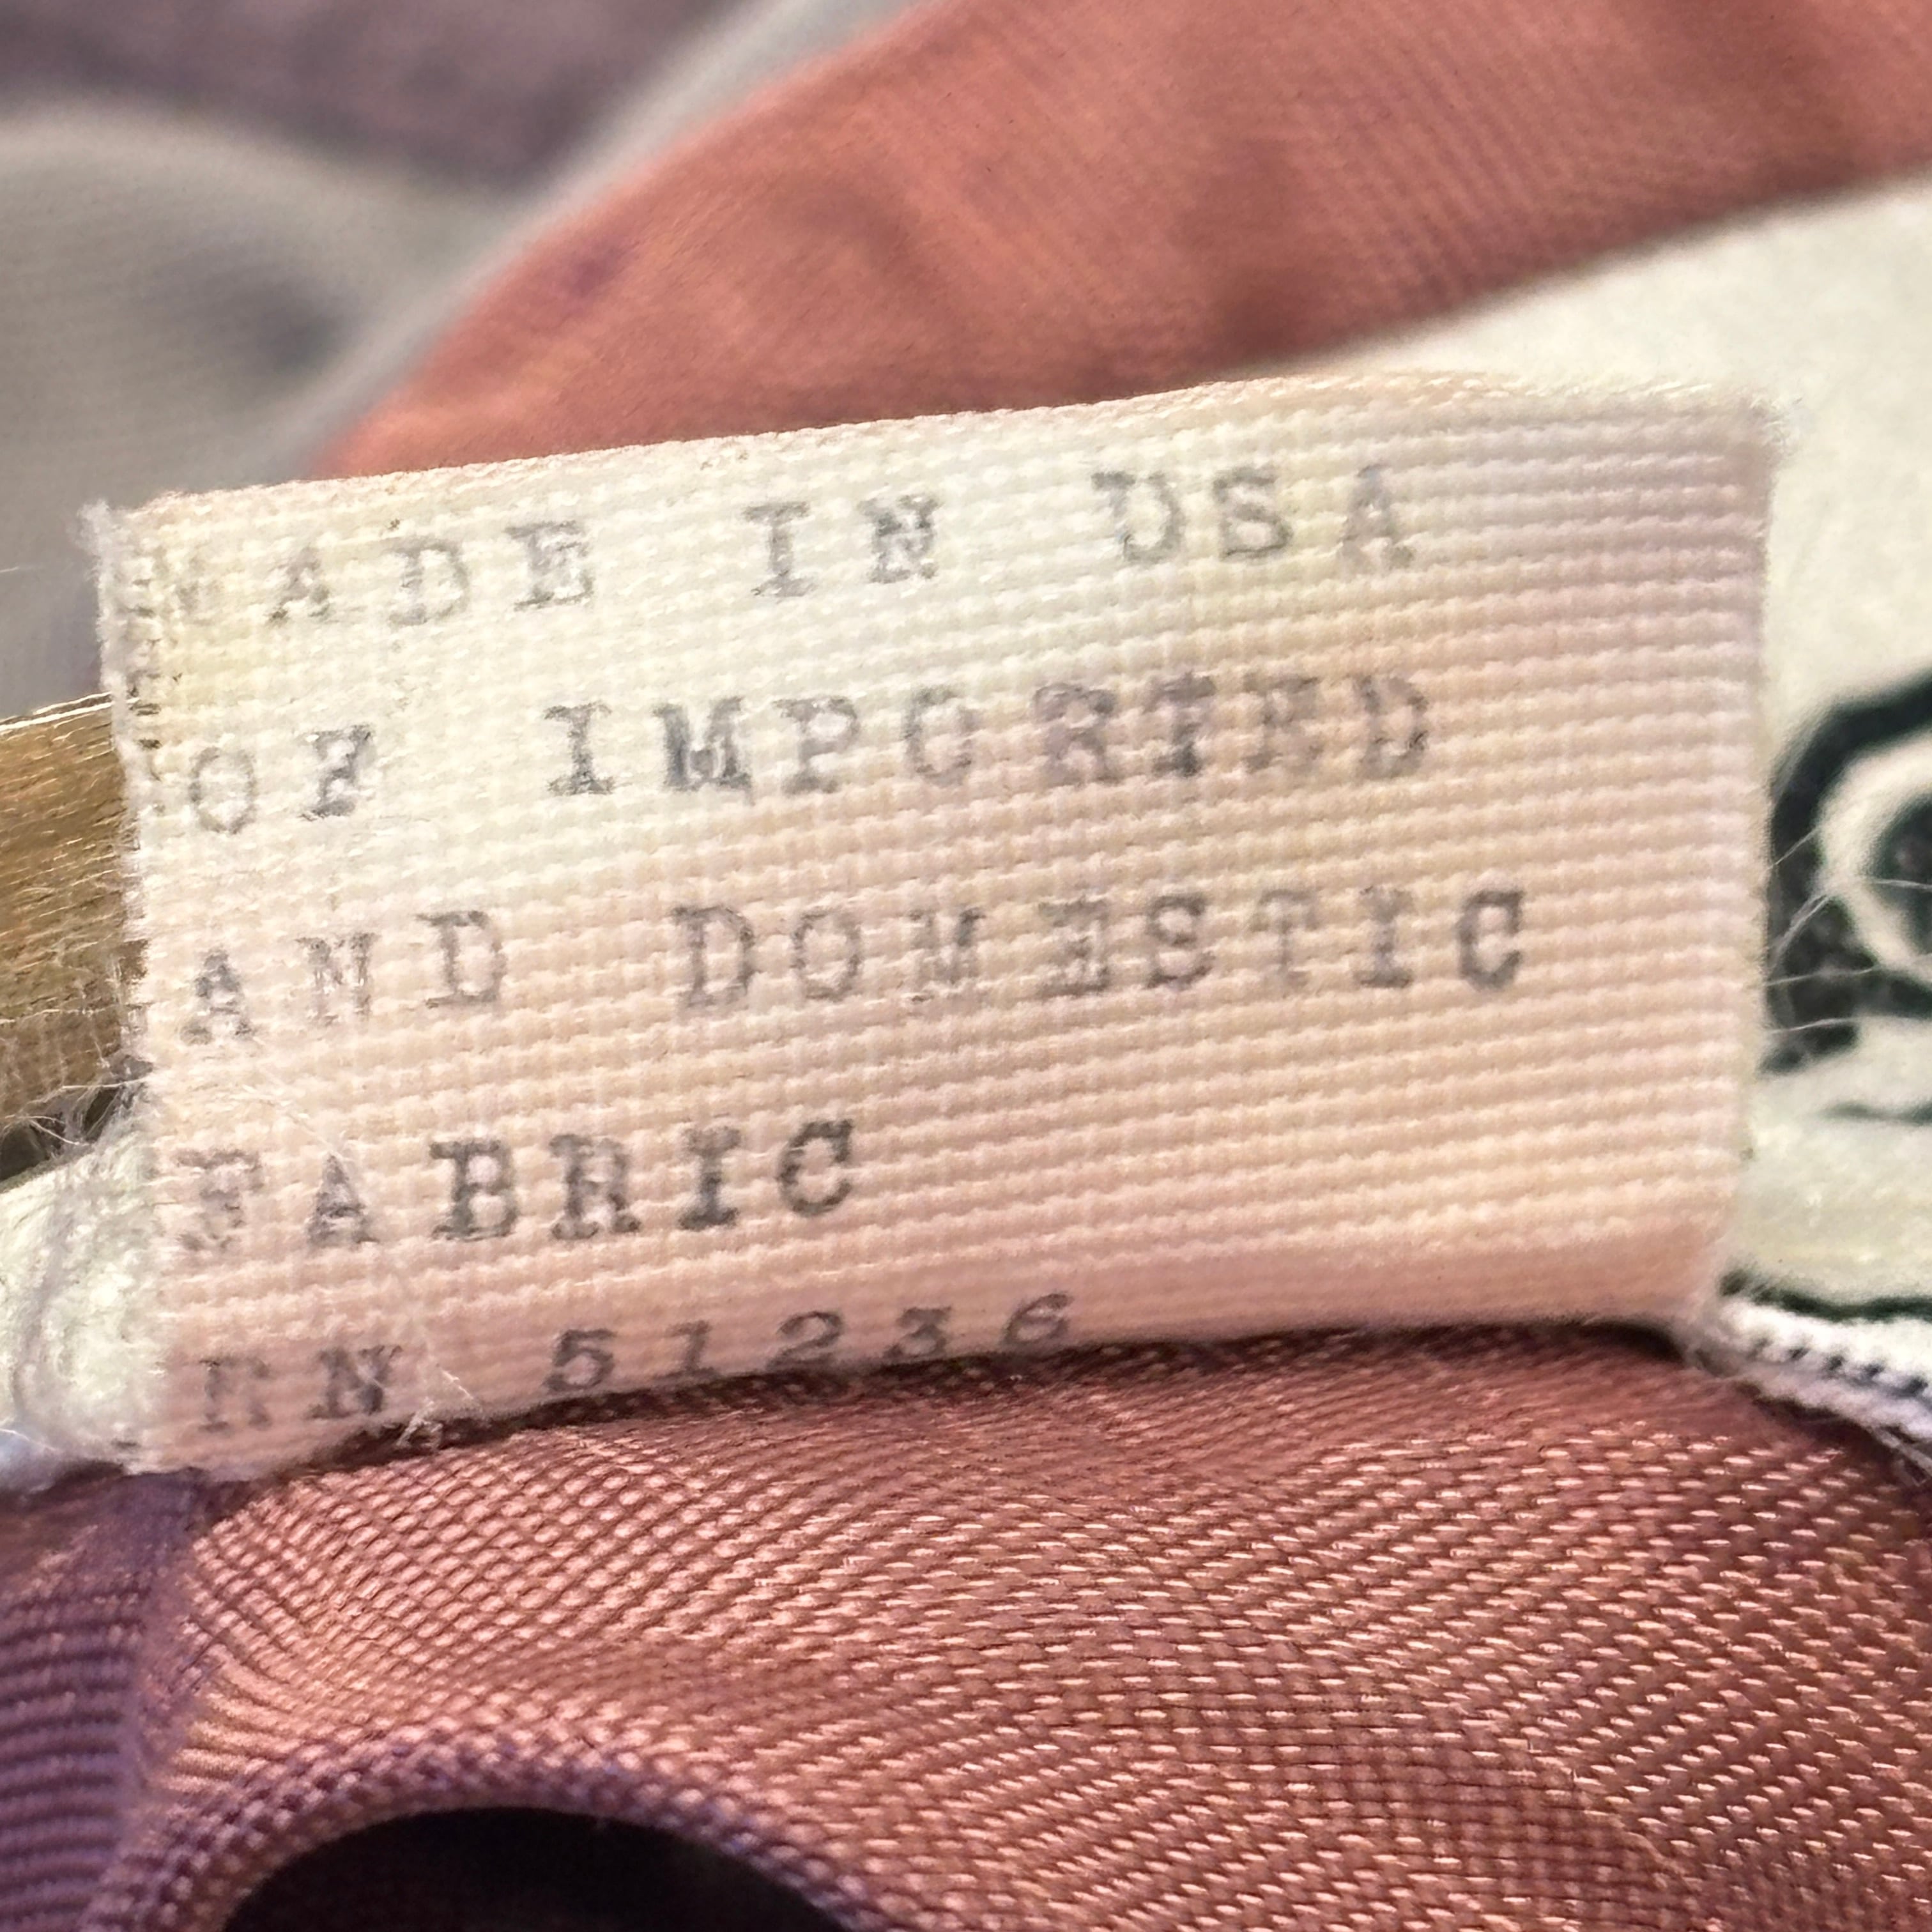 MADE IN USA
OF IMPORTED
AND DOMESTIC
FABRIC
RN 51236